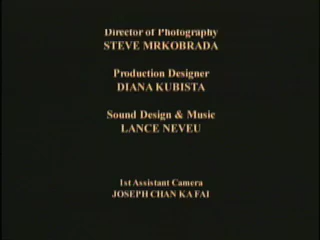 Director of Photography
STEVE MRKOBRADA
Production Designer
DIANA KUBISTA
Sound Design & Music
LANCE NEVEU
1st Assistant Camera
JOSEPH CHAN KA FAI